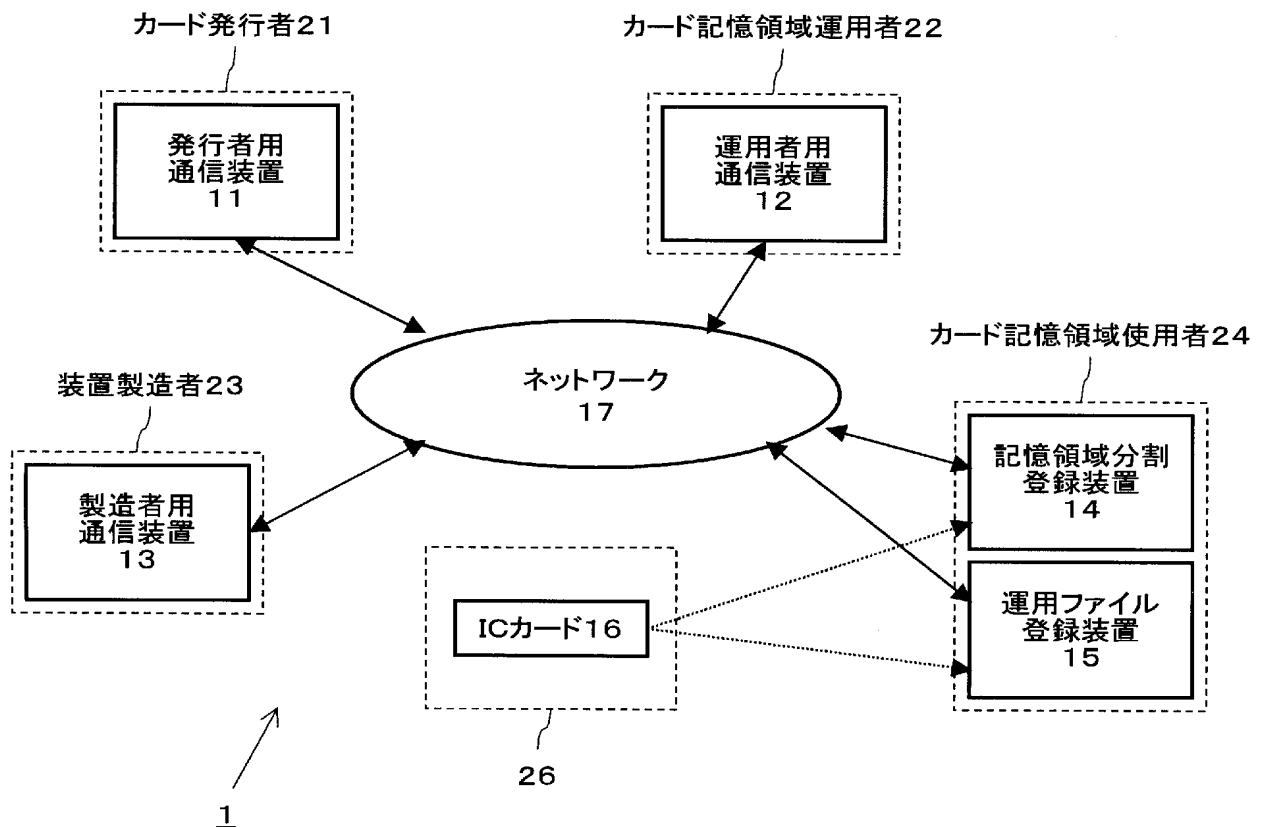 カード発行者21
カード記憶領域運用者22
発行者用
通信装置
11
運用者用
通信装置
12
カード記憶領域使用者24
装置製造者23
ネットワーク
17
記憶領域分割
登録装置
14
製造者用
通信装置
13
ICカード16
運用ファイル
登録装置
15
26
1